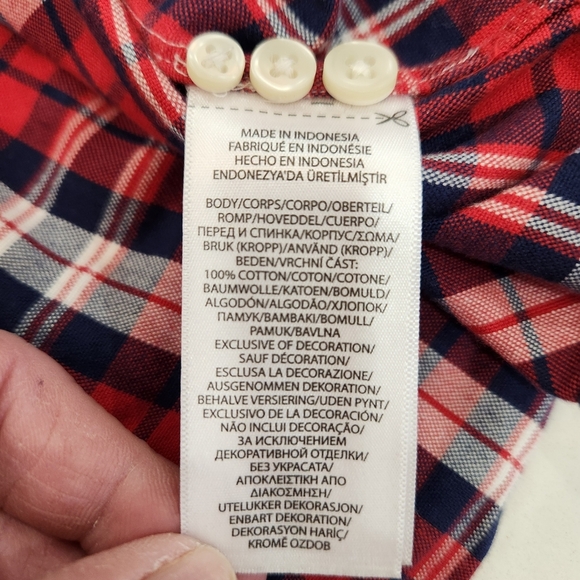 MADE IN INDONESIA
FABRIQUÉ EN INDONÉSIE
HECHO EN INDONESIA
ENDONEZYA'DA ÜRETİLMİŞTİR
BODY/CORPS/CORPO/OBERTEIL/
ROMP/HOVEDDEL/CUERPO/
ПЕРЕД И СПИНКА/КОРПУС/ΣΩΜΑ/
BRUK (KROPP)/ANVÄND (KROPP)/
BEDEN/VRCHNÍ ČÁST:
100% COTTON/COTON/COTONE/
BAUMWOLLE/KATOEN/BOMULD/
ALGODÓN/ALGODÃO/ХЛОПОК/
ПАМУК/ΒΑΜΒΑΚΙ/BOMULL/
PAMUK/BAVLNA
EXCLUSIVE OF DECORATION/
SAUF DÉCORATION/
ESCLUSA LA DECORAZIONE/
AUSGENOMMEN DEKORATION/
BEHALVE VERSIERING/UDEN PYNT/
EXCLUSIVO DE LA DECORACIÓN/
NÃO INCLUI DECORAÇÃO/
ЗА ИСКЛЮЧЕНИЕМ
ДЕКОРАТИВНОЙ ОТДЕЛКИ/
БЕЗ УКРАСАТА/
ΑΠΟΚΛΕΙΣΤΙΚΗ ΑΠΟ
ΔΙΑΚΟΣΜΗΣΗ/
UTELUKKER DEKORASJON/
ENBART DEKORATION/
DEKORASYON HARİÇ/
KROMĚ OZDOB